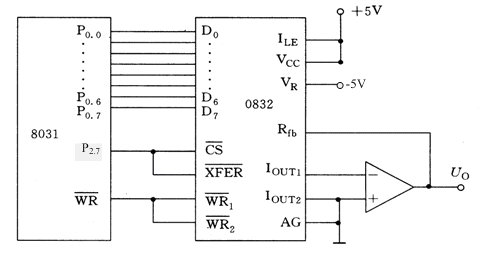 +5V
P0.0
D0
ILE
VCC
VR
-5V
P0.6
D6
P0.7
D7
0832
8031
Rfb
P2.7
CS
XFER
IOUT1
−
UO
WR
WR1
IOUT2
+
WR2
AG